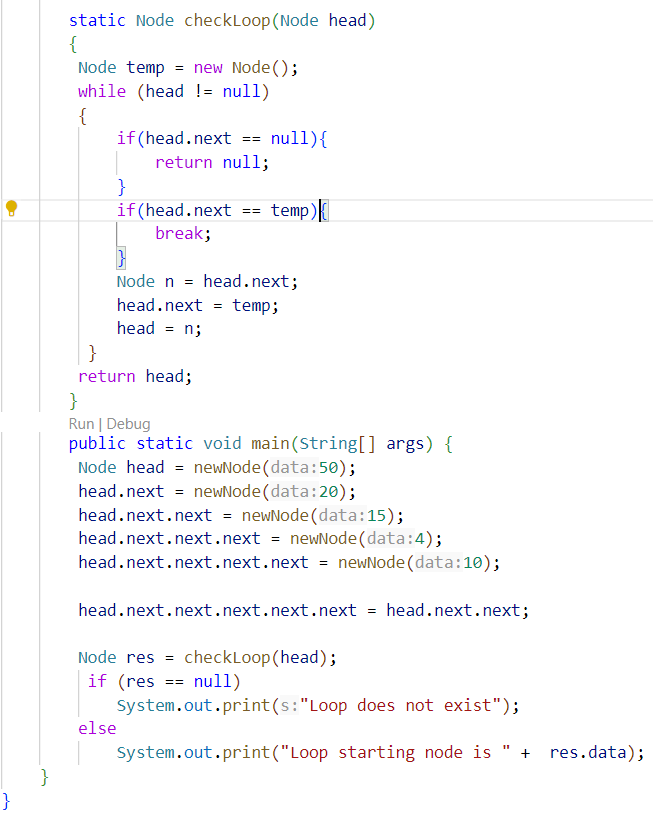 static Node checkLoop(Node head)
{
Node temp = new Node();
while (head != null)
{
if(head.next == null){
return null;
}
if(head.next == temp){
break;
}
Node n = head.next;
head.next = temp;
head = n;
}
return head;
}
Run | Debug
public static void main(String[] args) {
Node head = newNode(data:50);
head.next = newNode(data:20);
head.next.next = newNode(data:15);
head.next.next.next = newNode(data:4);
head.next.next.next.next = newNode(data:10);
head.next.next.next.next.next = head.next.next;
Node res = checkLoop(head);
if (res == null)
System.out.print(s:"Loop does not exist");
else
System.out.print("Loop starting node is " +  res.data);
}
}